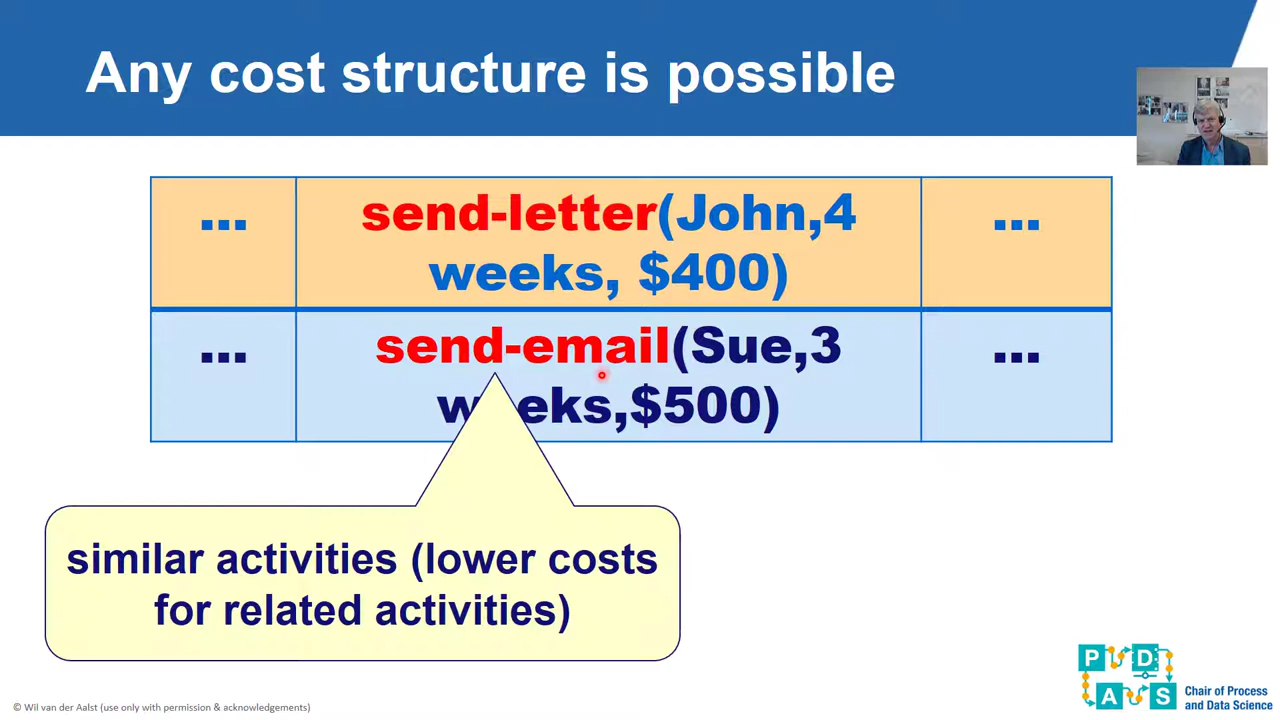 Any cost structure is possible
... send-letter(John,4 ...
weeks, $400)
... send-email(Sue,3 ...
weeks,$500)
similar activities (lower costs
for related activities)
P D
A S
Chair of Process
and Data Science
© Wil van der Aalst (use only with permission & acknowledgements)